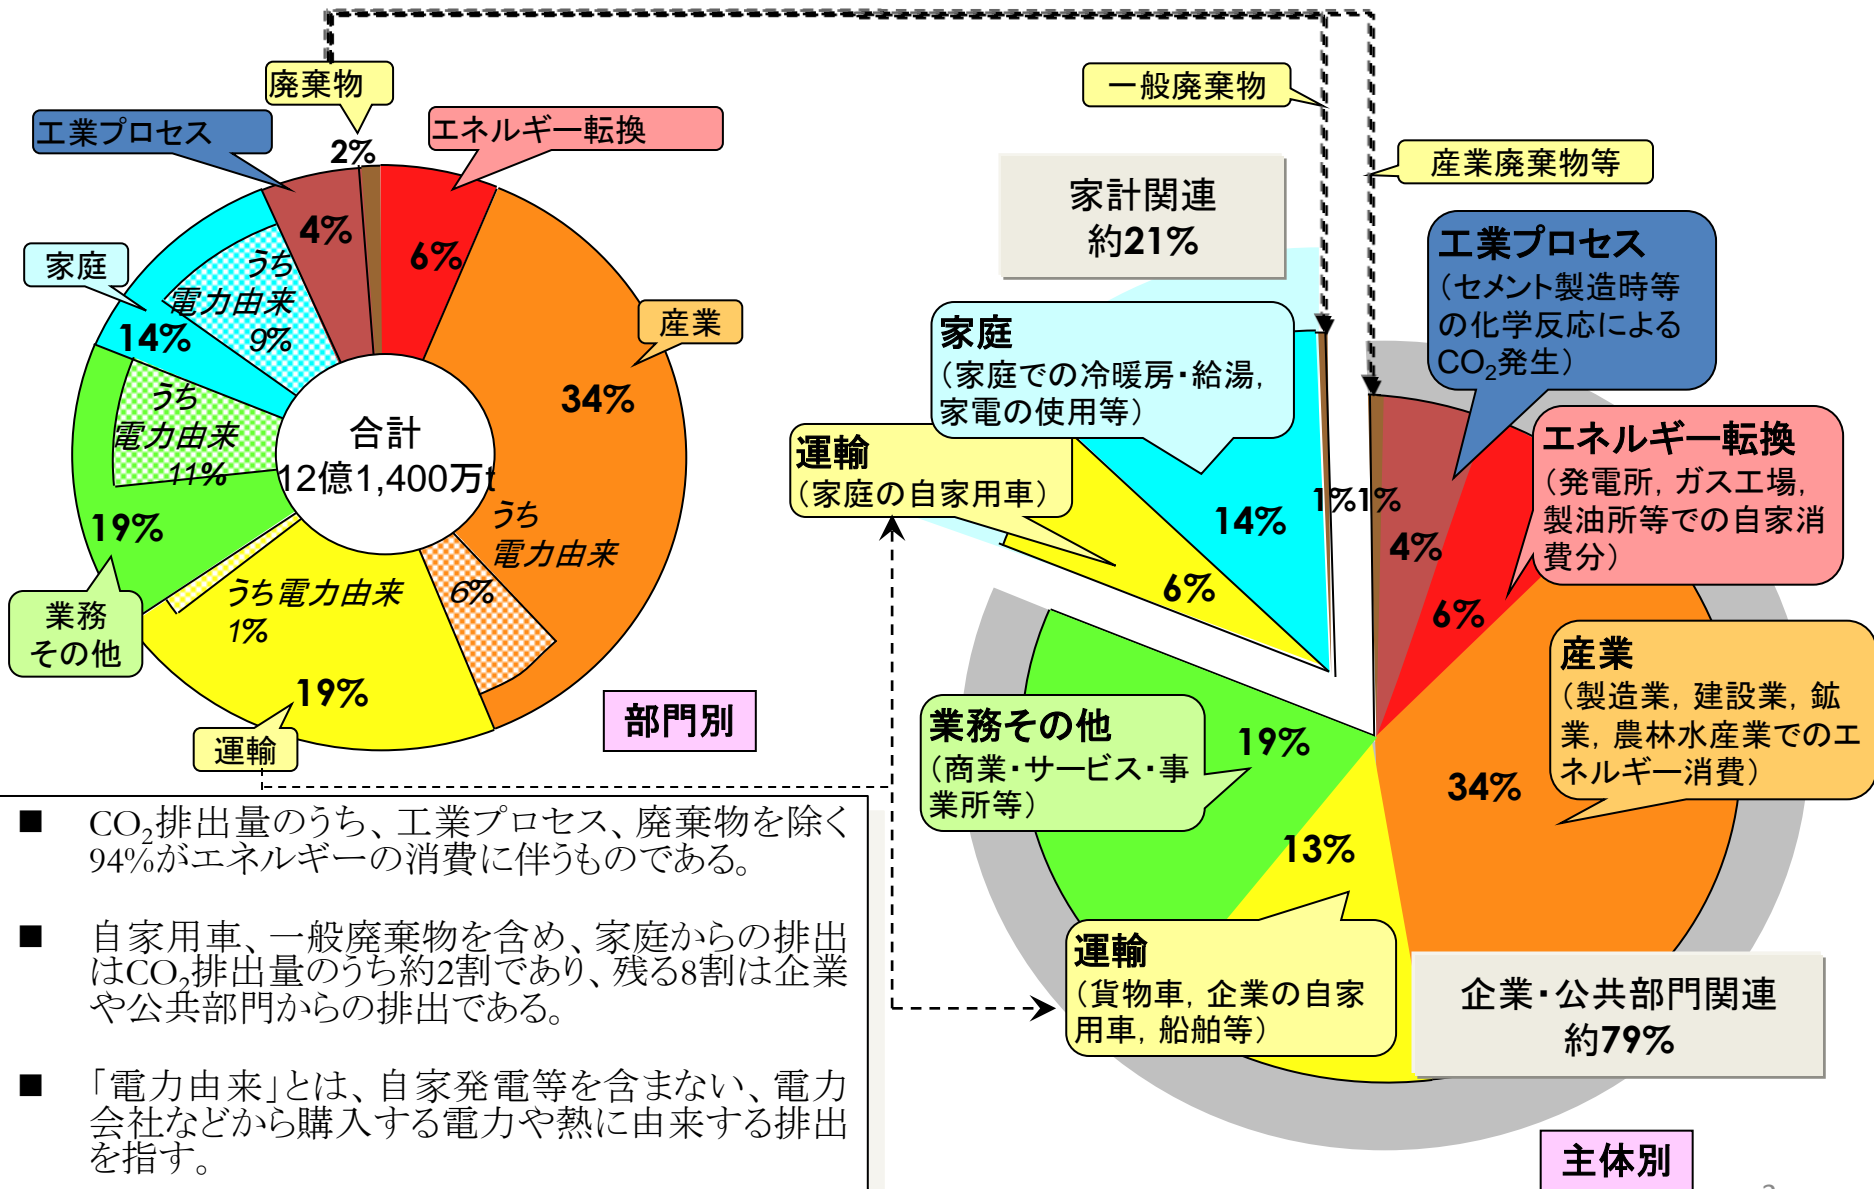 廃棄物
工業プロセス
エネルギー転換
2%
4%
6%
家庭
うち
電力由来
9%
14%
産業
34%
うち
電力由来
11%
19%
合計
12億1,400万t
うち
電力由来
6%
うち電力由来
1%
19%
業務
その他
運輸
部門別
一般廃棄物
産業廃棄物等
家計関連
約21%
工業プロセス
（セメント製造時等
の化学反応による
CO₂発生）
家庭
（家庭での冷暖房・給湯,
家電の使用等）
運輸
（家庭の自家用車）
エネルギー転換
（発電所, ガス工場,
製油所等での自家消
費分）
14%
1%
1%
4%
6%
6%
産業
（製造業, 建設業, 鉱
業, 農林水産業でのエ
ネルギー消費）
34%
業務その他
（商業・サービス・事
業所等）
19%
13%
運輸
（貨物車, 企業の自家
用車, 船舶等）
企業・公共部門関連
約79%
主体別
■ CO₂排出量のうち、工業プロセス、廃棄物を除く
94%がエネルギーの消費に伴うものである。
■ 自家用車、一般廃棄物を含め、家庭からの排出
はCO₂排出量のうち約2割であり、残る8割は企業
や公共部門からの排出である。
■ 「電力由来」とは、自家発電等を含まない、電力
会社などから購入する電力や熱に由来する排出
を指す。